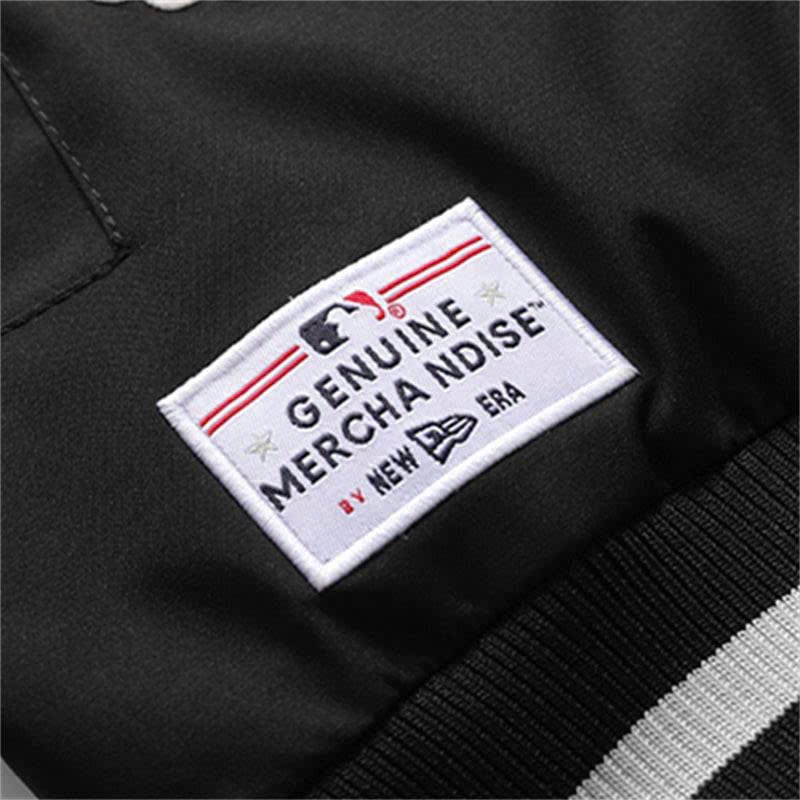 ®
GENUINE
MERCHANDISE™
BY NEW ERA